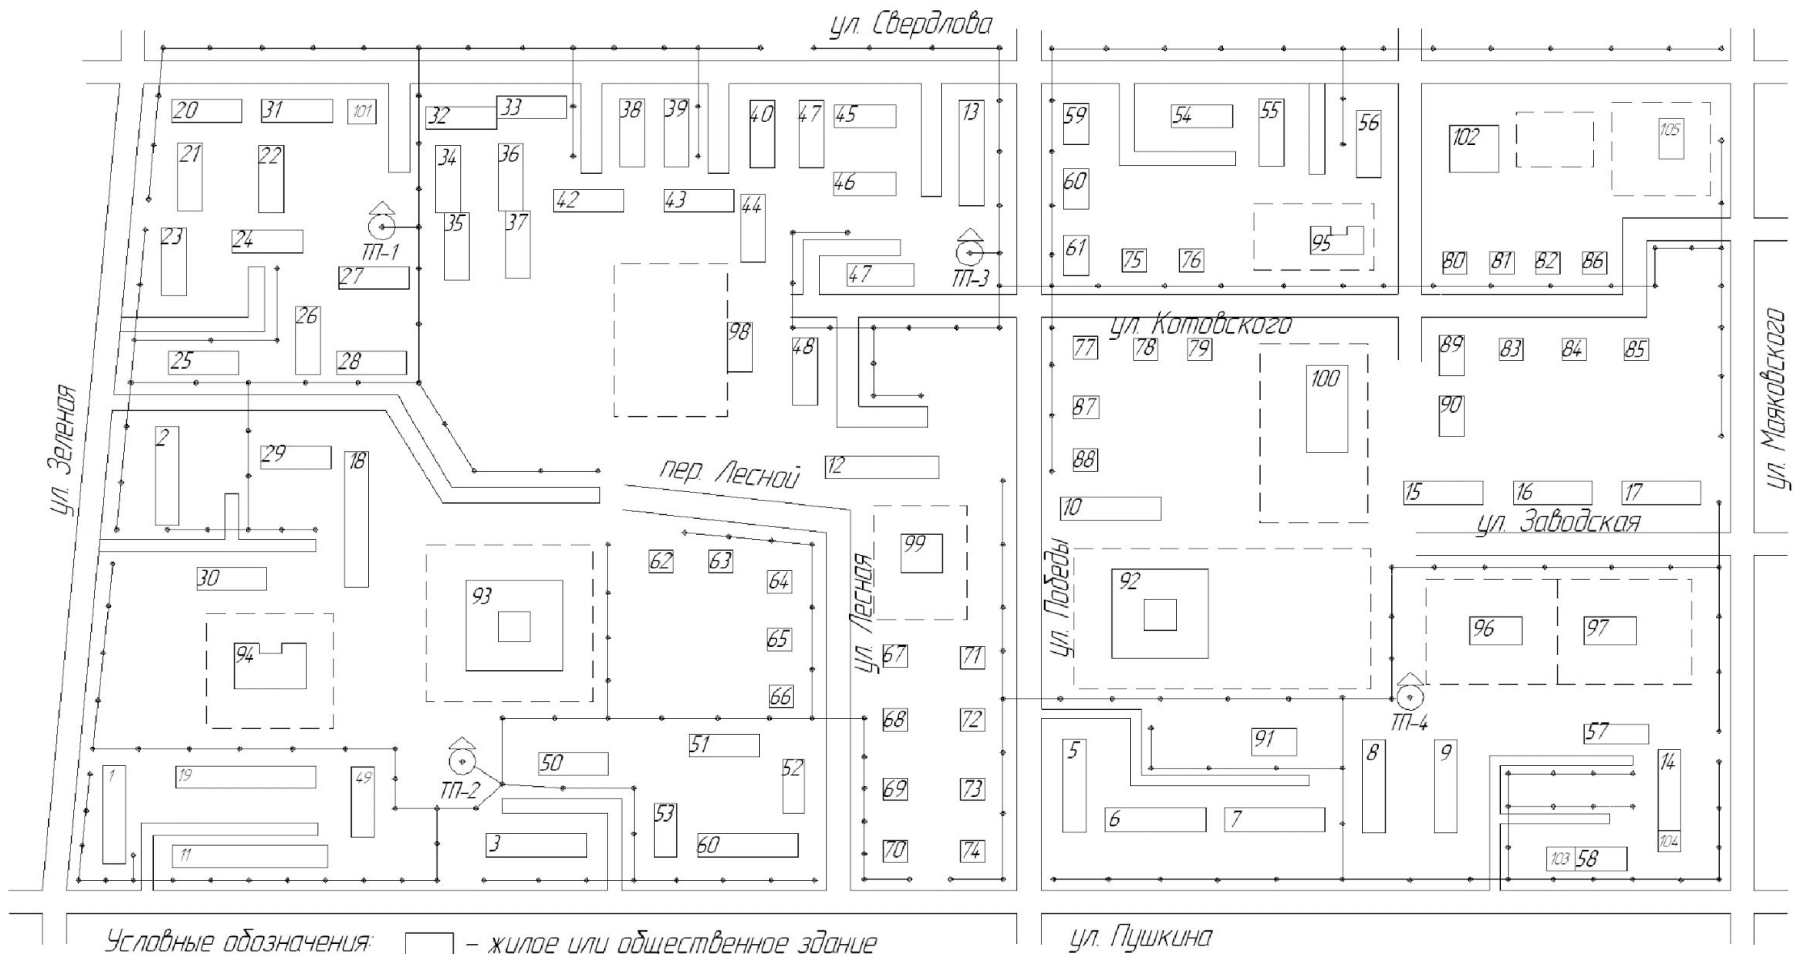 ул. Свердлова
20 31 101 32 33 38 39 40 47 45 13 59 54 55 56 102 105
21 22 34 36 42 43 44 46 60
23 24 35 37 61 75 76 95 80 81 82 86
ТП-1 ТП-3
27 47
26 98 48 ул. Котовского
25 28 77 78 79 89 83 84 85
100
ул. Зеленая ул. Маяковского
87 90
2 29 18 пер. Лесной 12 88
10 15 16 17
ул. Заводская
99 ул. Победы
30 93 62 63 64 ул. Лесная 92
94 65 67 71 96 97
66 68 72 ТП-4
1 19 49 ТП-2 50 51 52 5 91 8 9 57 14
69 73
11 3 53 60 6 7
70 74 103 58 104
Условные обозначения: – жилое или общественное здание ул. Пушкина